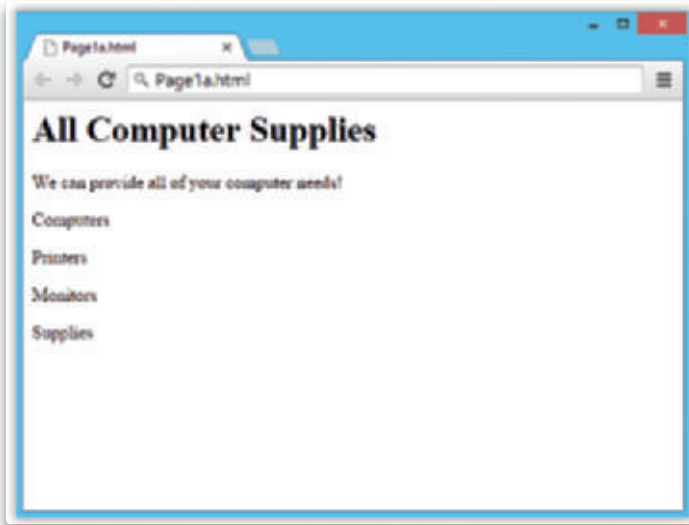 Page1a.html
Page1a.html
All Computer Supplies
We can provide all of your computer needs!
Computers
Printers
Monitors
Supplies